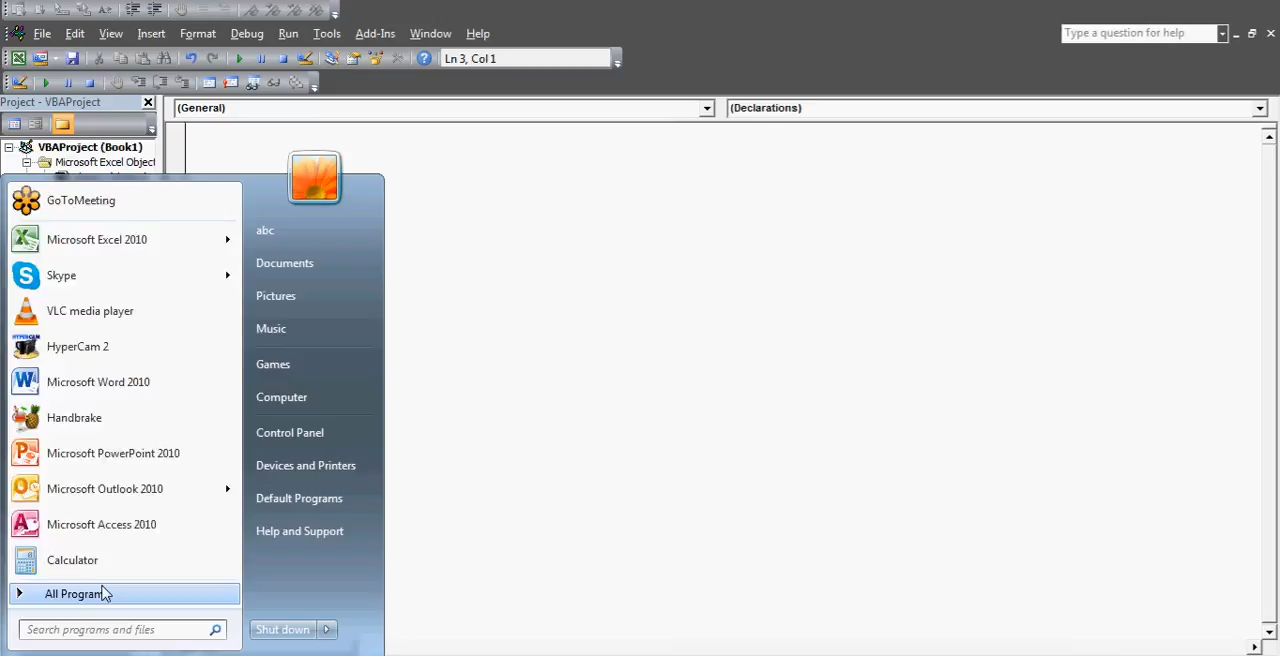 File Edit View Insert Format Debug Run Tools Add-Ins Window Help
Type a question for help
Ln 3, Col 1
Project - VBAProject
(General)
(Declarations)
VBAProject (Book1)
Microsoft Excel Object
GoToMeeting
Microsoft Excel 2010
Skype
VLC media player
HyperCam 2
Microsoft Word 2010
Handbrake
Microsoft PowerPoint 2010
Microsoft Outlook 2010
Microsoft Access 2010
Calculator
All Programs
Search programs and files
abc
Documents
Pictures
Music
Games
Computer
Control Panel
Devices and Printers
Default Programs
Help and Support
Shut down